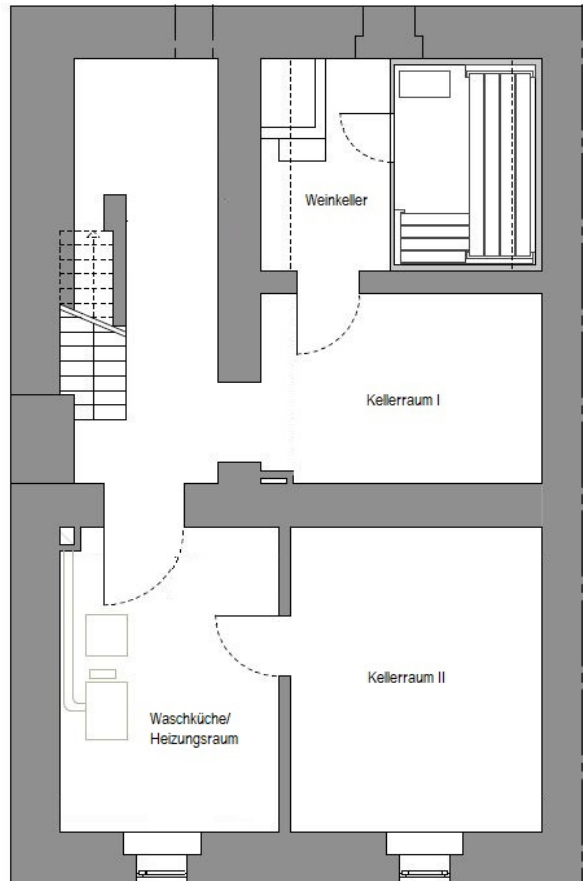 Weinkeller
Kellerraum I
Kellerraum II
Waschküche/
Heizungsraum